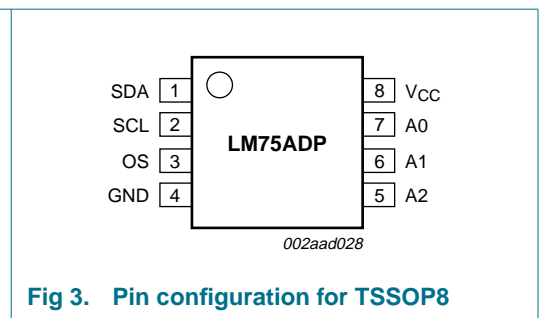 SDA 1 8 VCC
SCL 2 7 A0
LM75ADP
OS 3 6 A1
GND 4 5 A2
002aad028
Fig 3. Pin configuration for TSSOP8